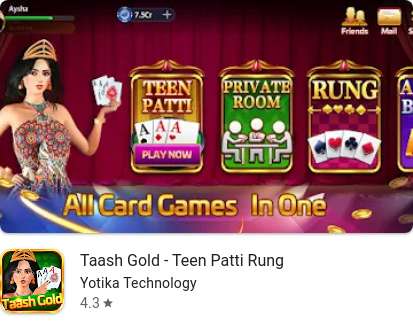 Aysha
7.5Cr +
Friends
Mail
TEEN
PATTI
A A A
PLAY NOW
PRIVATE
ROOM
RUNG
All Card Games In One
Taash Gold
Taash Gold - Teen Patti Rung
Yotika Technology
4.3★